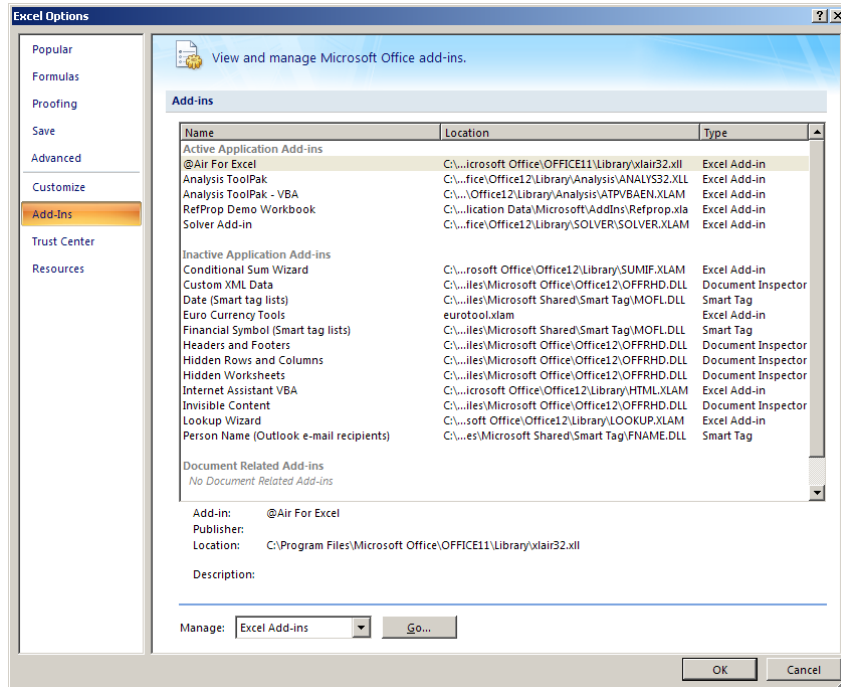 Excel Options
Popular
Formulas
Proofing
Save
Advanced
Customize
Add-Ins
Trust Center
Resources
View and manage Microsoft Office add-ins.
Add-ins
Name Location Type
Active Application Add-ins
@Air For Excel C:\...icrosoft Office\OFFICE11\Library\xlair32.xll Excel Add-in
Analysis ToolPak C:\...fice\Office12\Library\Analysis\ANALYS32.XLL Excel Add-in
Analysis ToolPak - VBA C:\...\Office12\Library\Analysis\ATPVBAEN.XLAM Excel Add-in
RefProp Demo Workbook C:\...lication Data\Microsoft\AddIns\Refprop.xla Excel Add-in
Solver Add-in C:\...fice\Office12\Library\SOLVER\SOLVER.XLAM Excel Add-in
Inactive Application Add-ins
Conditional Sum Wizard C:\...rosoft Office\Office12\Library\SUMIF.XLAM Excel Add-in
Custom XML Data C:\...iles\Microsoft Office\Office12\OFFRHD.DLL Document Inspector
Date (Smart tag lists) C:\...iles\Microsoft Shared\Smart Tag\MOFL.DLL Smart Tag
Euro Currency Tools eurotool.xlam Excel Add-in
Financial Symbol (Smart tag lists) C:\...iles\Microsoft Shared\Smart Tag\MOFL.DLL Smart Tag
Headers and Footers C:\...iles\Microsoft Office\Office12\OFFRHD.DLL Document Inspector
Hidden Rows and Columns C:\...iles\Microsoft Office\Office12\OFFRHD.DLL Document Inspector
Hidden Worksheets C:\...iles\Microsoft Office\Office12\OFFRHD.DLL Document Inspector
Internet Assistant VBA C:\...icrosoft Office\Office12\Library\HTML.XLAM Excel Add-in
Invisible Content C:\...iles\Microsoft Office\Office12\OFFRHD.DLL Document Inspector
Lookup Wizard C:\...soft Office\Office12\Library\LOOKUP.XLAM Excel Add-in
Person Name (Outlook e-mail recipients) C:\...es\Microsoft Shared\Smart Tag\FNAME.DLL Smart Tag
Document Related Add-ins
No Document Related Add-ins
Add-in: @Air For Excel
Publisher:
Location: C:\Program Files\Microsoft Office\OFFICE11\Library\xlair32.xll
Description:
Manage: Excel Add-ins Go...
OK Cancel